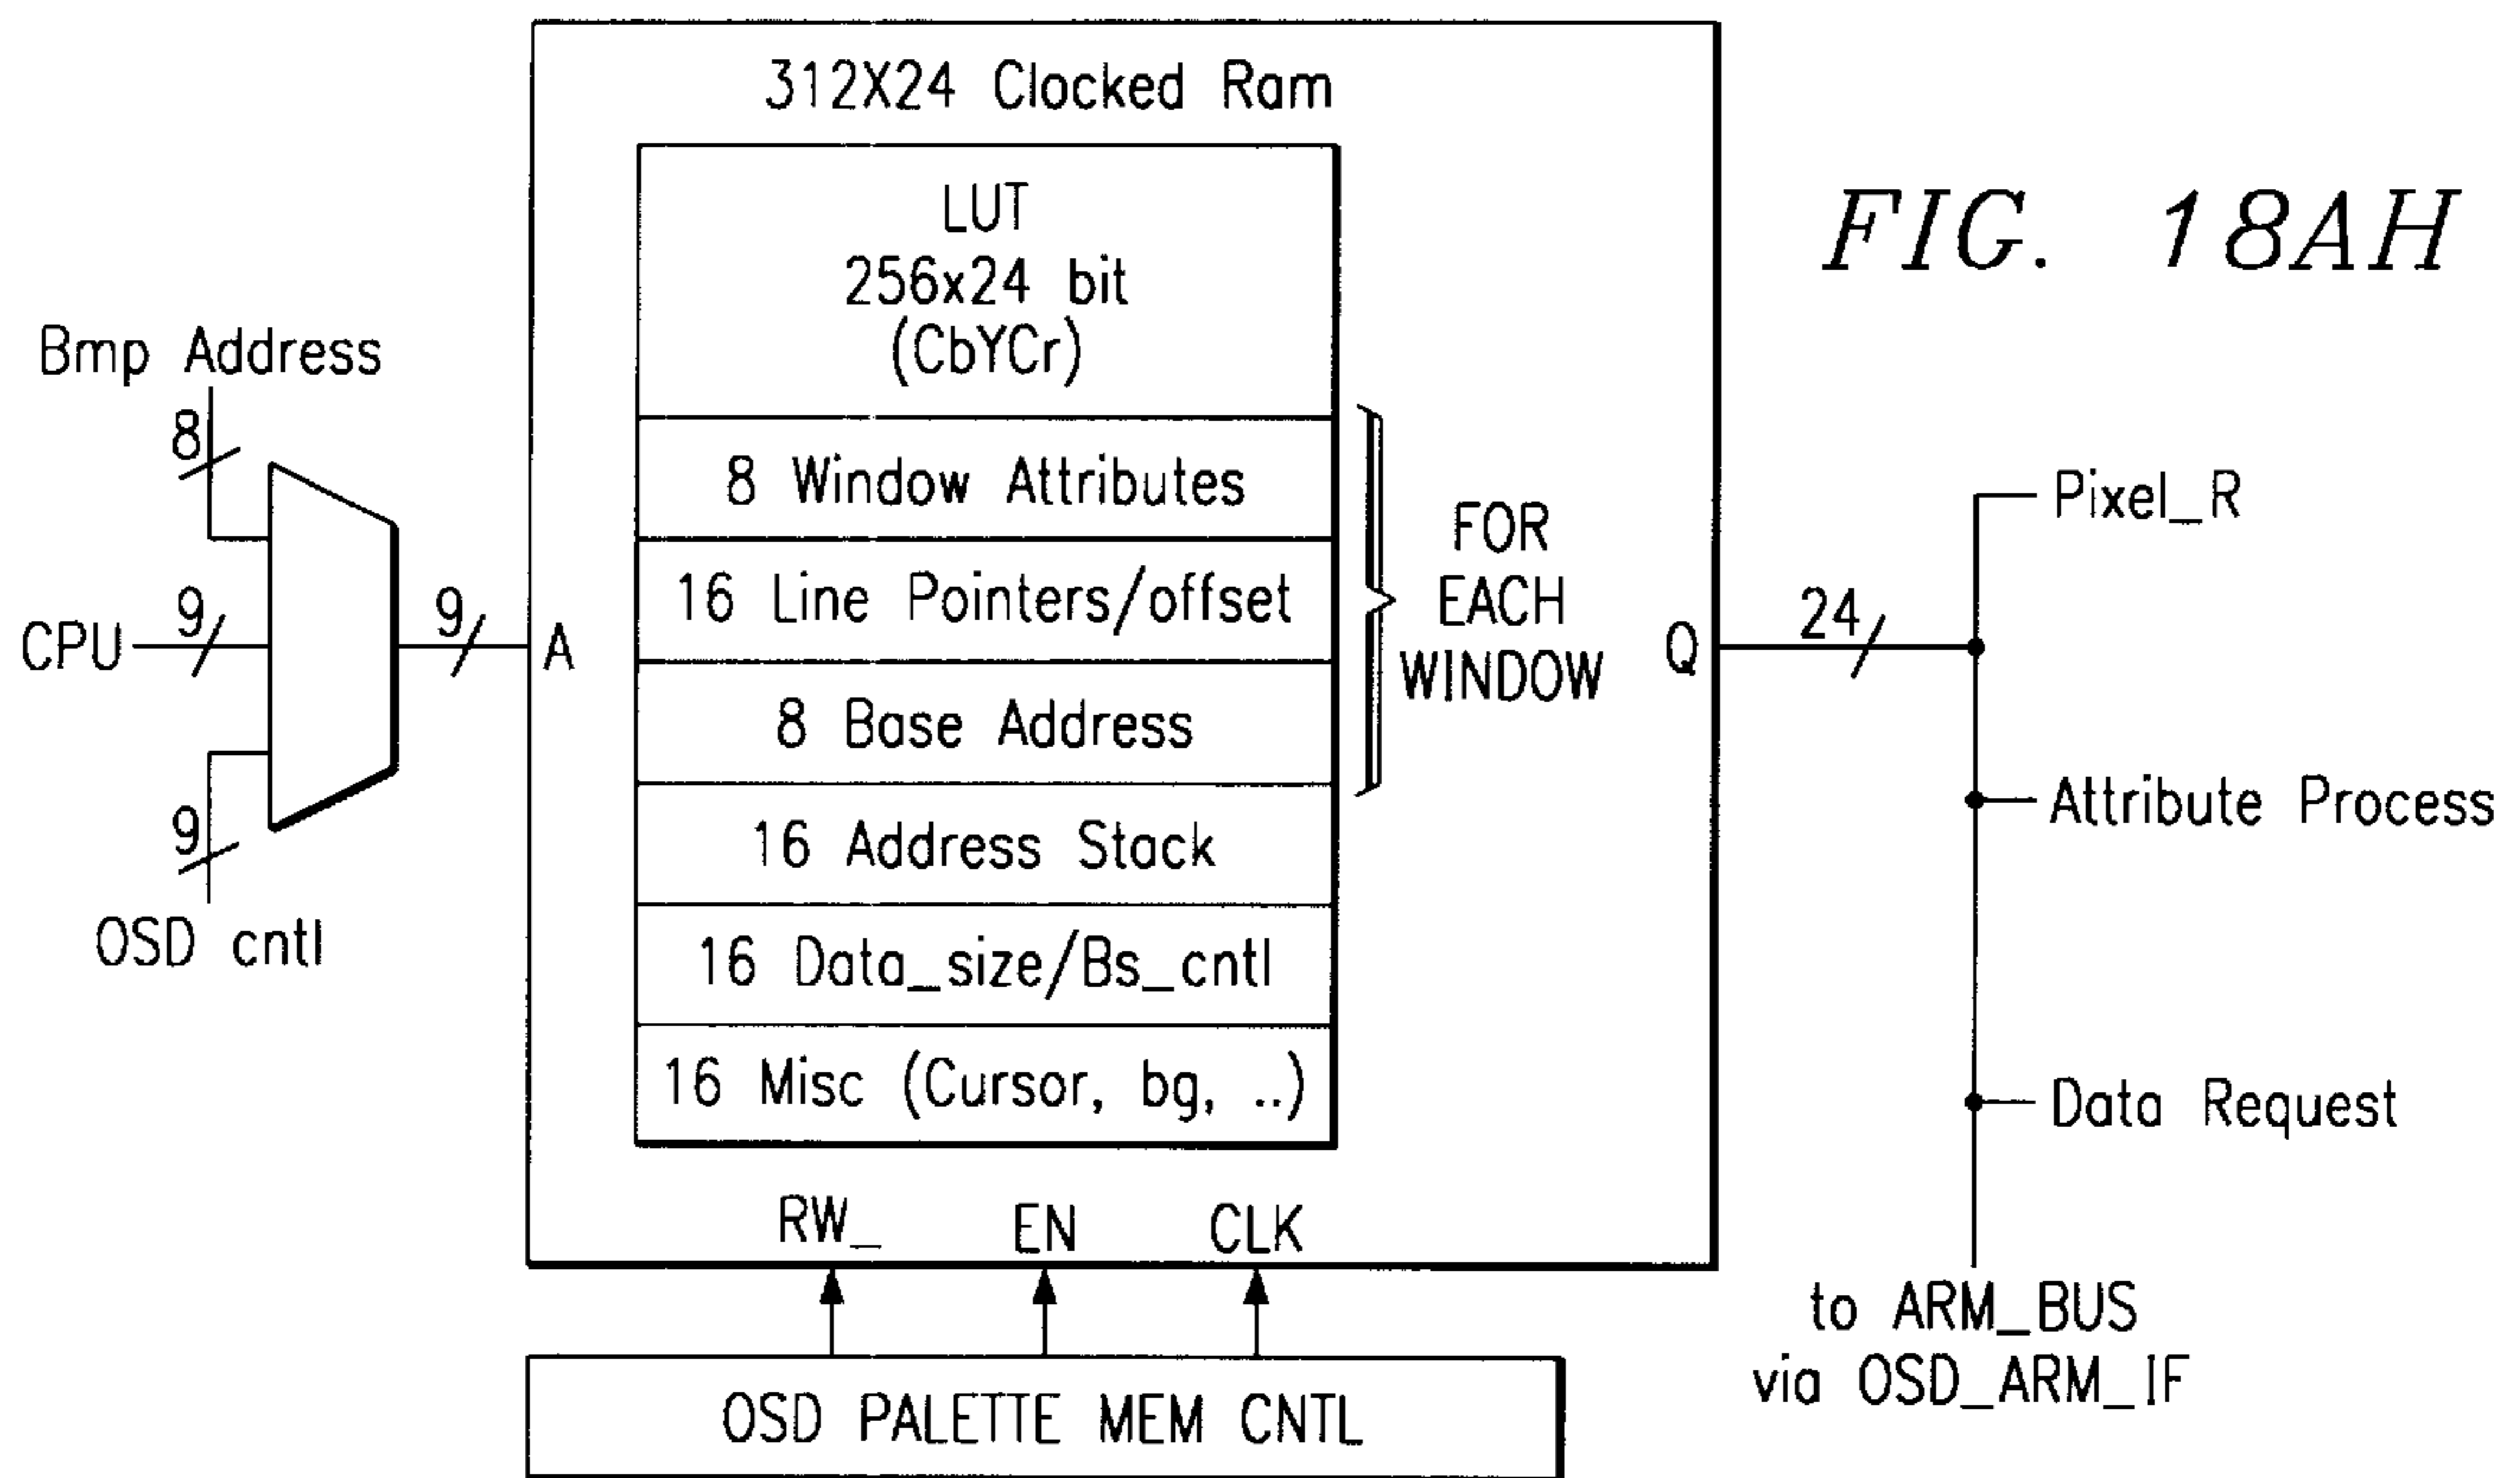 312X24 Clocked Ram
LUT
256x24 bit
(CbYCr)
8 Window Attributes
16 Line Pointers/offset
8 Base Address
16 Address Stack
16 Data_size/Bs_cntl
16 Misc (Cursor, bg, ..)
FOR
EACH
WINDOW
FIG. 18AH
Bmp Address
8
CPU
9
9
A
9
OSD cntl
Q
24
Pixel_R
Attribute Process
Data Request
to ARM_BUS
via OSD_ARM_IF
RW_
EN
CLK
OSD PALETTE MEM CNTL